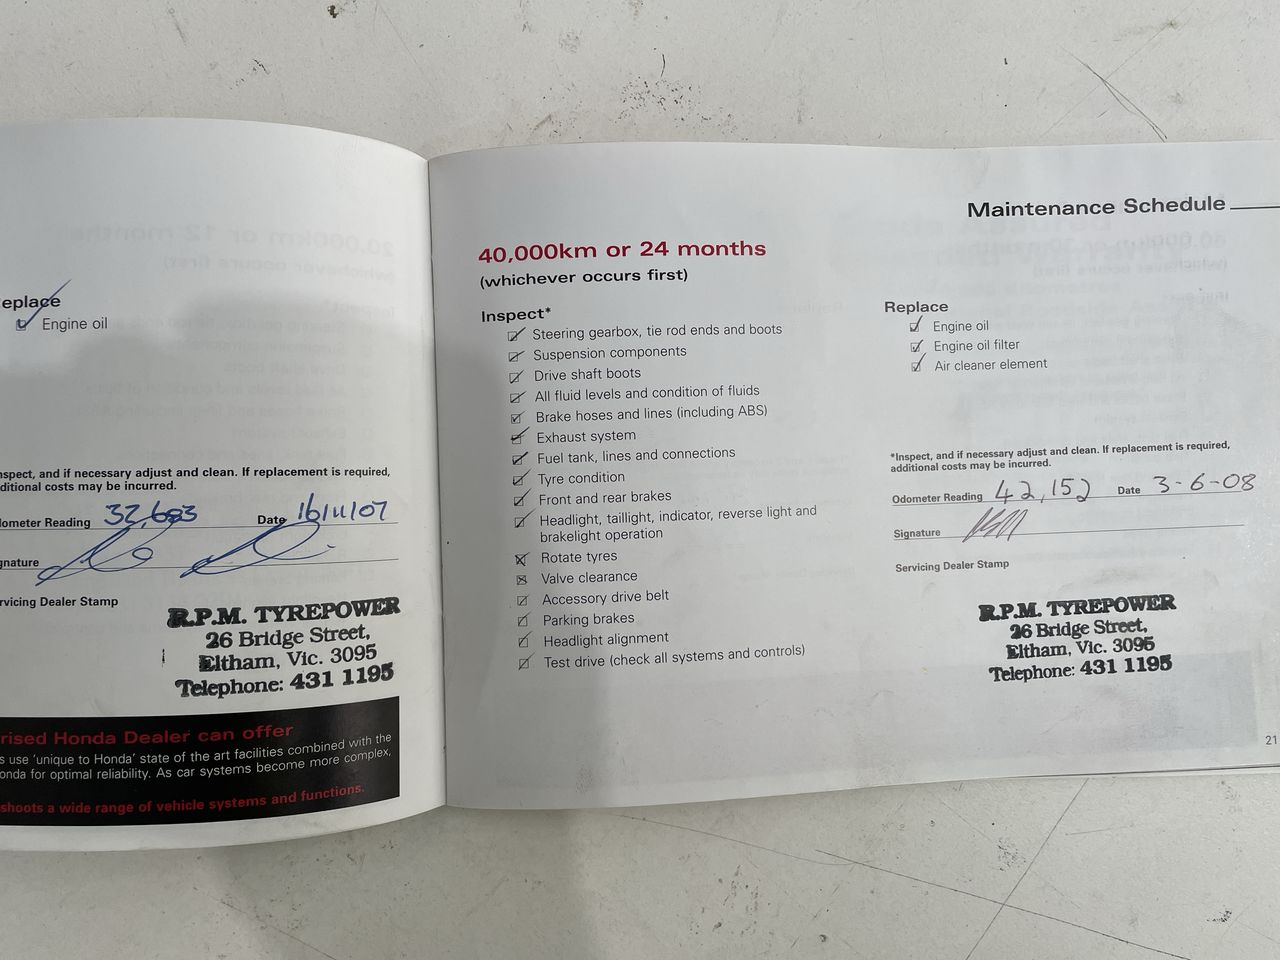 eplace
Engine oil
nspect, and if necessary adjust and clean. If replacement is required,
ditional costs may be incurred.
ometer Reading 32,603 Date 16/11/07
gnature
rvicing Dealer Stamp
R.P.M. TYREPOWER
26 Bridge Street,
Eltham, Vic. 3095
Telephone: 431 1195
rised Honda Dealer can offer
s use 'unique to Honda' state of the art facilities combined with the
onda for optimal reliability. As car systems become more complex,
shoots a wide range of vehicle systems and functions.
Maintenance Schedule
40,000km or 24 months
(whichever occurs first)
Inspect*
Steering gearbox, tie rod ends and boots
Suspension components
Drive shaft boots
All fluid levels and condition of fluids
Brake hoses and lines (including ABS)
Exhaust system
Fuel tank, lines and connections
Tyre condition
Front and rear brakes
Headlight, taillight, indicator, reverse light and
brakelight operation
Rotate tyres
Valve clearance
Accessory drive belt
Parking brakes
Headlight alignment
Test drive (check all systems and controls)
Replace
Engine oil
Engine oil filter
Air cleaner element
*Inspect, and if necessary adjust and clean. If replacement is required,
additional costs may be incurred.
Odometer Reading 42,152 Date 3-6-08
Signature
Servicing Dealer Stamp
R.P.M. TYREPOWER
26 Bridge Street,
Eltham, Vic. 3095
Telephone: 431 1195
21